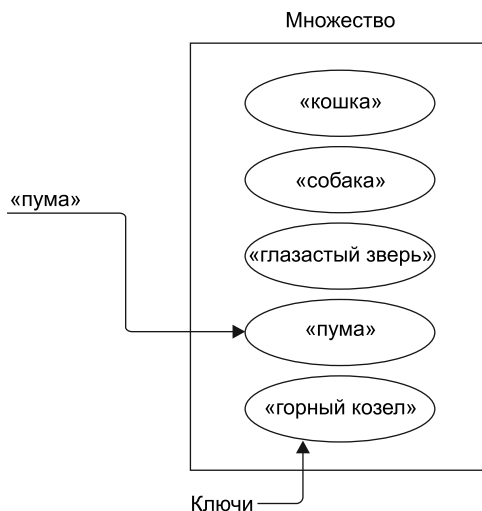 Множество
«кошка»
«собака»
«пума»
«глазастый зверь»
«пума»
«горный козел»
Ключи